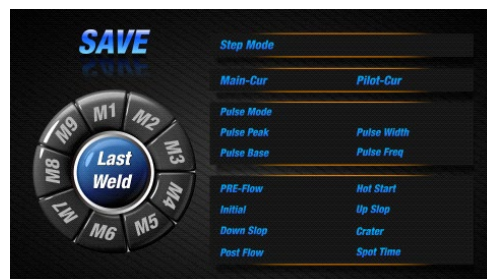 SAVE
M1
M2
M3
M4
M5
M6
M7
M8
M9
Last
Weld
Step Mode
Main-Cur Pilot-Cur
Pulse Mode
Pulse Peak Pulse Width
Pulse Base Pulse Freq
PRE-Flow Hot Start
Initial Up Slop
Down Slop Crater
Post Flow Spot Time